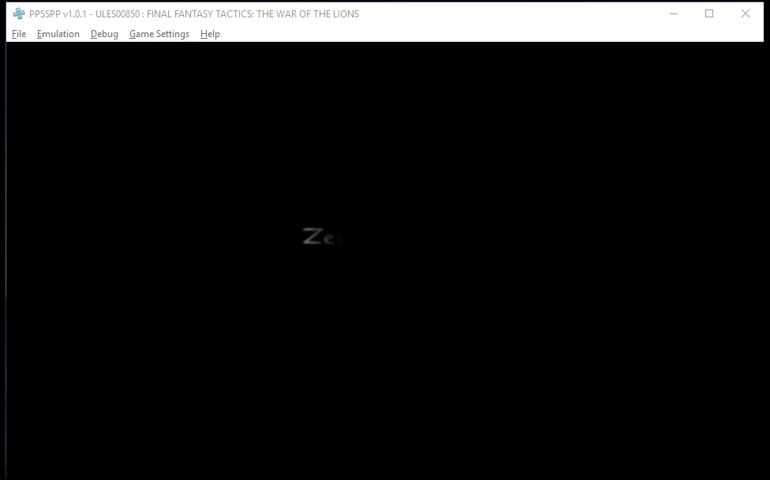 PPSSPP v1.0.1 - ULES00850 : FINAL FANTASY TACTICS: THE WAR OF THE LIONS
File Emulation Debug Game Settings Help
Zei